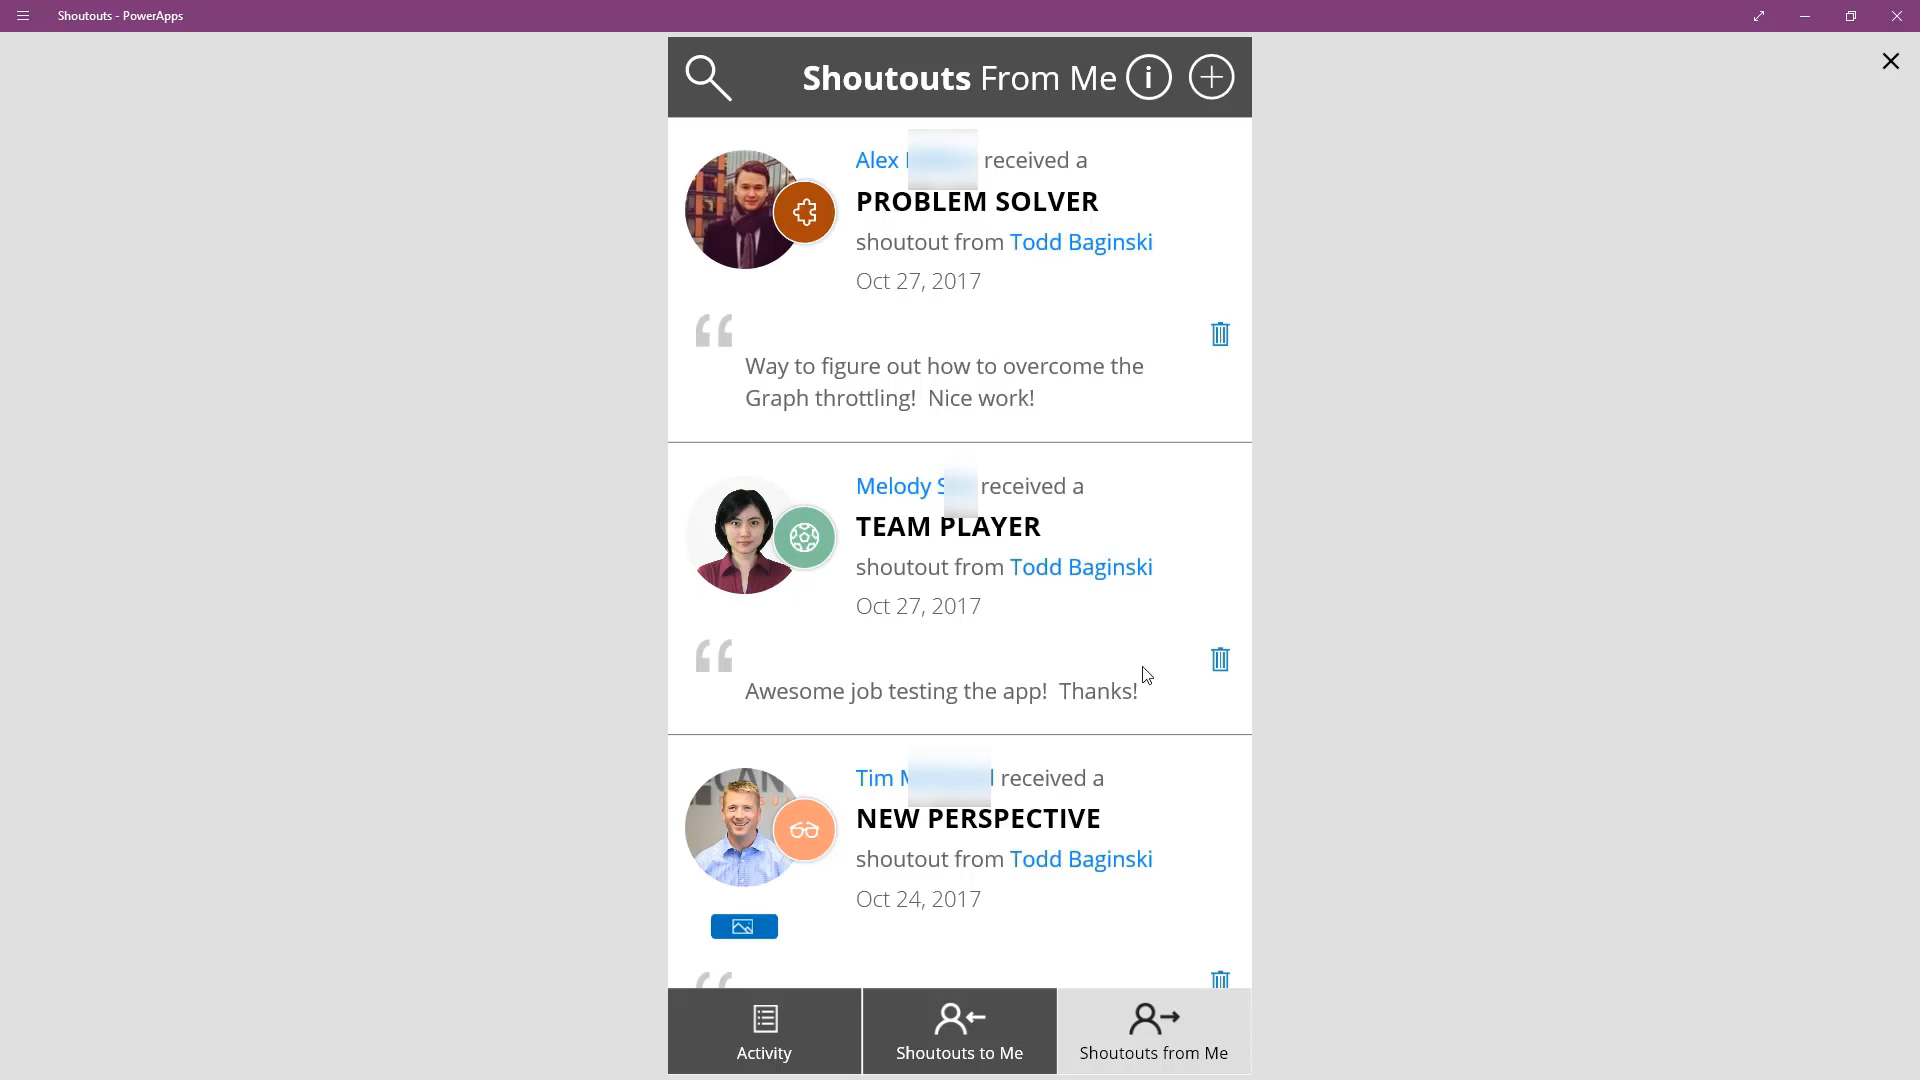 Shoutouts - PowerApps
Shoutouts From Me
Alex received a
PROBLEM SOLVER
shoutout from Todd Baginski
Oct 27, 2017
Way to figure out how to overcome the
Graph throttling!  Nice work!
Melody received a
TEAM PLAYER
shoutout from Todd Baginski
Oct 27, 2017
Awesome job testing the app!  Thanks!
Tim received a
NEW PERSPECTIVE
shoutout from Todd Baginski
Oct 24, 2017
Activity
Shoutouts to Me
Shoutouts from Me